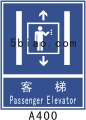 5biao.com
客 梯
Passenger Elevator
A400